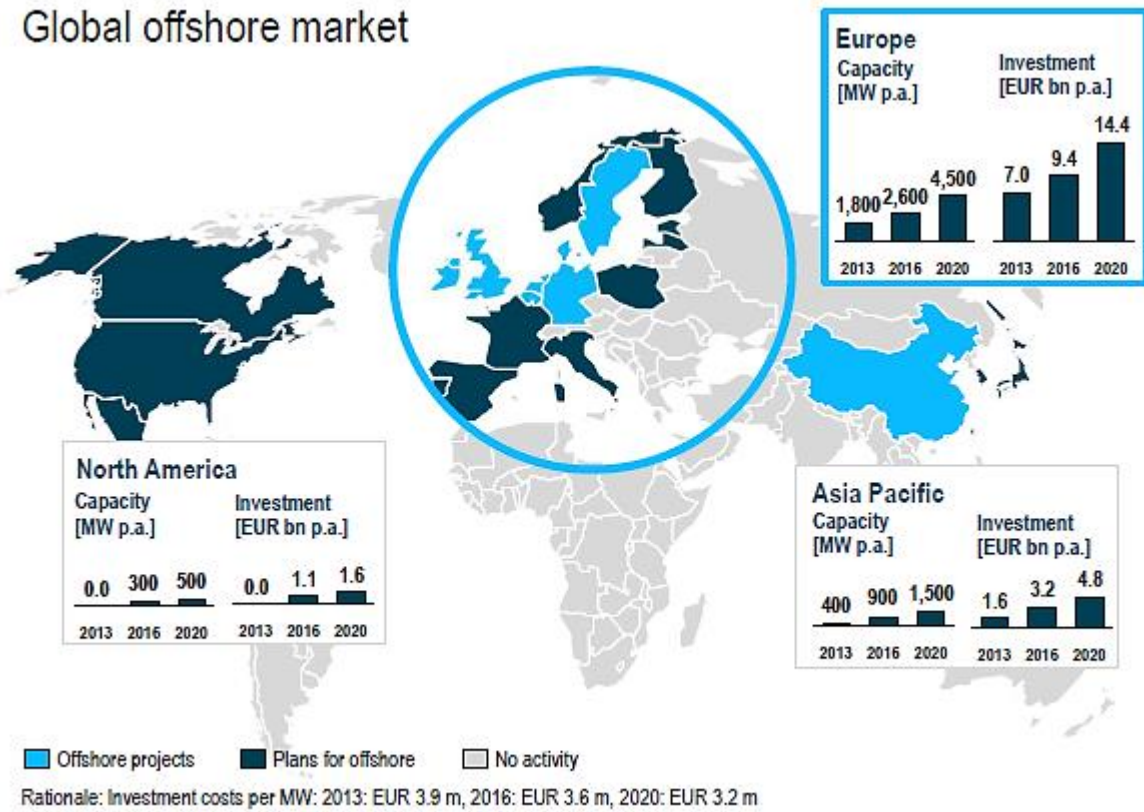 Global offshore market
Europe
Capacity
[MW p.a.]
1,800 2,600 4,500
2013 2016 2020
Investment
[EUR bn p.a.]
7.0 9.4 14.4
2013 2016 2020
North America
Capacity
[MW p.a.]
0.0 300 500
2013 2016 2020
Investment
[EUR bn p.a.]
0.0 1.1 1.6
2013 2016 2020
Asia Pacific
Capacity
[MW p.a.]
400 900 1,500
2013 2016 2020
Investment
[EUR bn p.a.]
1.6 3.2 4.8
2013 2016 2020
Offshore projects Plans for offshore No activity
Rationale: Investment costs per MW: 2013: EUR 3.9 m, 2016: EUR 3.6 m, 2020: EUR 3.2 m